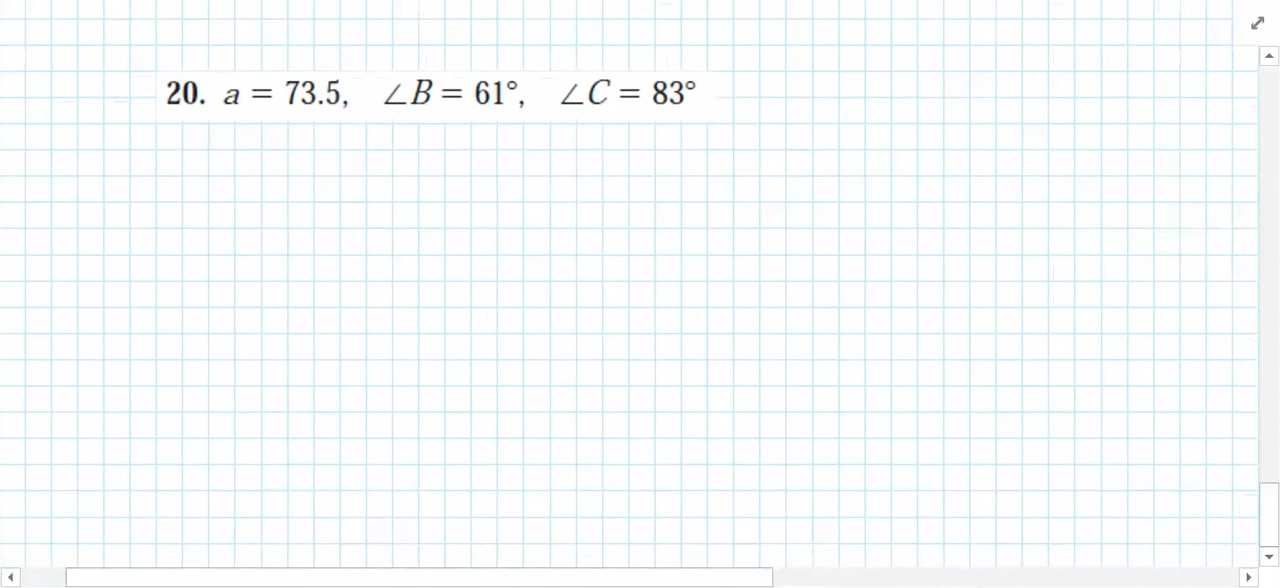 20. a = 73.5, ∠B = 61°, ∠C = 83°